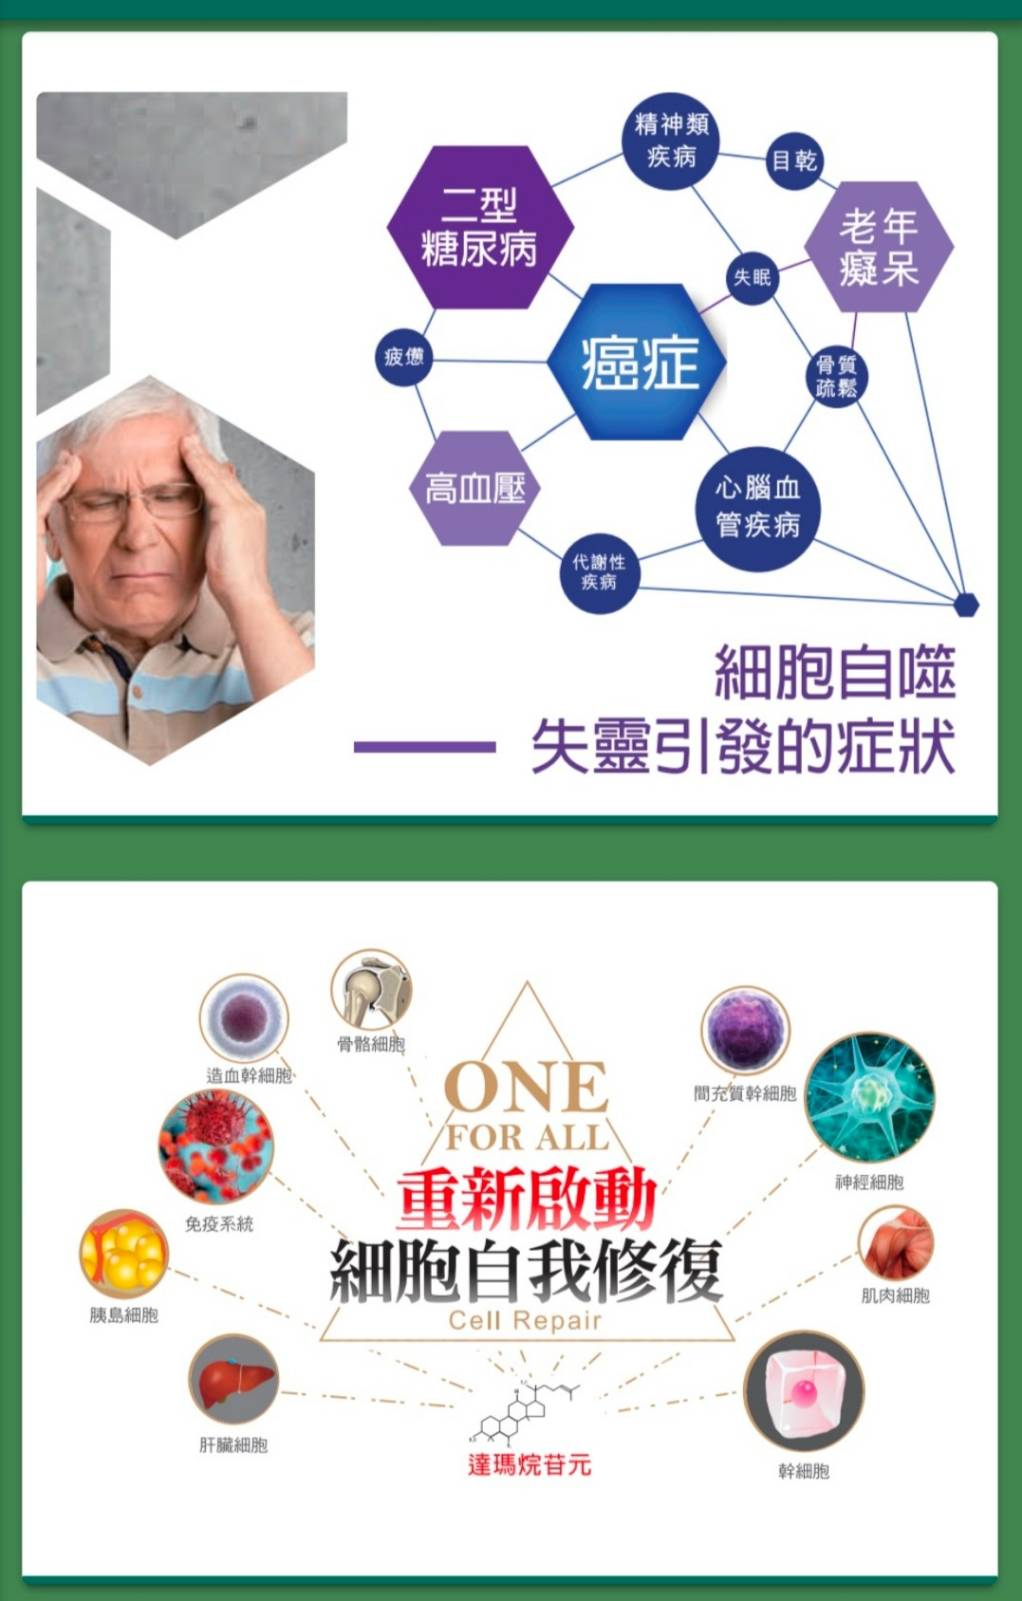 精神類
疾病
目乾
二型
糖尿病
老年
癡呆
失眠
疲憊
癌症
骨質
疏鬆
高血壓
心腦血
管疾病
代謝性
疾病
細胞自噬
失靈引發的症狀
骨骼細胞
造血幹細胞
間充質幹細胞
ONE
FOR ALL
神經細胞
重新啟動
免疫系統
細胞自我修復
肌肉細胞
胰島細胞
Cell Repair
肝臟細胞
達瑪烷苷元
幹細胞